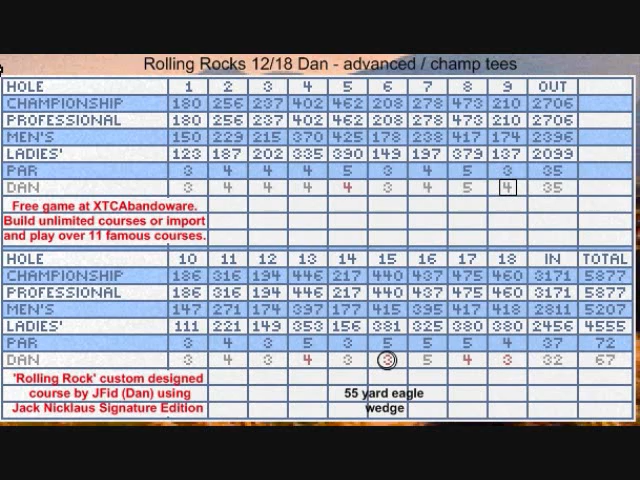 Rolling Rocks 12/18 Dan - advanced / champ tees
HOLE 1 2 3 4 5 6 7 8 9 OUT
CHAMPIONSHIP 180 256 237 402 462 208 278 473 210 2706
PROFESSIONAL 180 256 237 402 462 208 278 473 210 2706
MEN'S 150 229 215 370 425 178 238 417 174 2396
LADIES' 123 187 202 335 390 149 197 379 137 2099
PAR 3 4 4 4 5 3 4 5 3 35
DAN 3 4 4 4 4 3 4 5 4 35
Free game at XTCAbandoware.
Build unlimited courses or import
and play over 11 famous courses.
HOLE 10 11 12 13 14 15 16 17 18 IN TOTAL
CHAMPIONSHIP 186 316 194 446 217 440 437 475 460 3171 5877
PROFESSIONAL 186 316 194 446 217 440 437 475 460 3171 5877
MEN'S 147 271 174 397 177 415 395 417 418 2811 5207
LADIES' 111 221 149 353 156 381 325 380 380 2456 4555
PAR 3 4 3 5 3 5 5 5 4 37 72
DAN 3 4 3 4 3 3 5 4 3 32 67
'Rolling Rock' custom designed
course by JFid (Dan) using
Jack Nicklaus Signature Edition
55 yard eagle
wedge